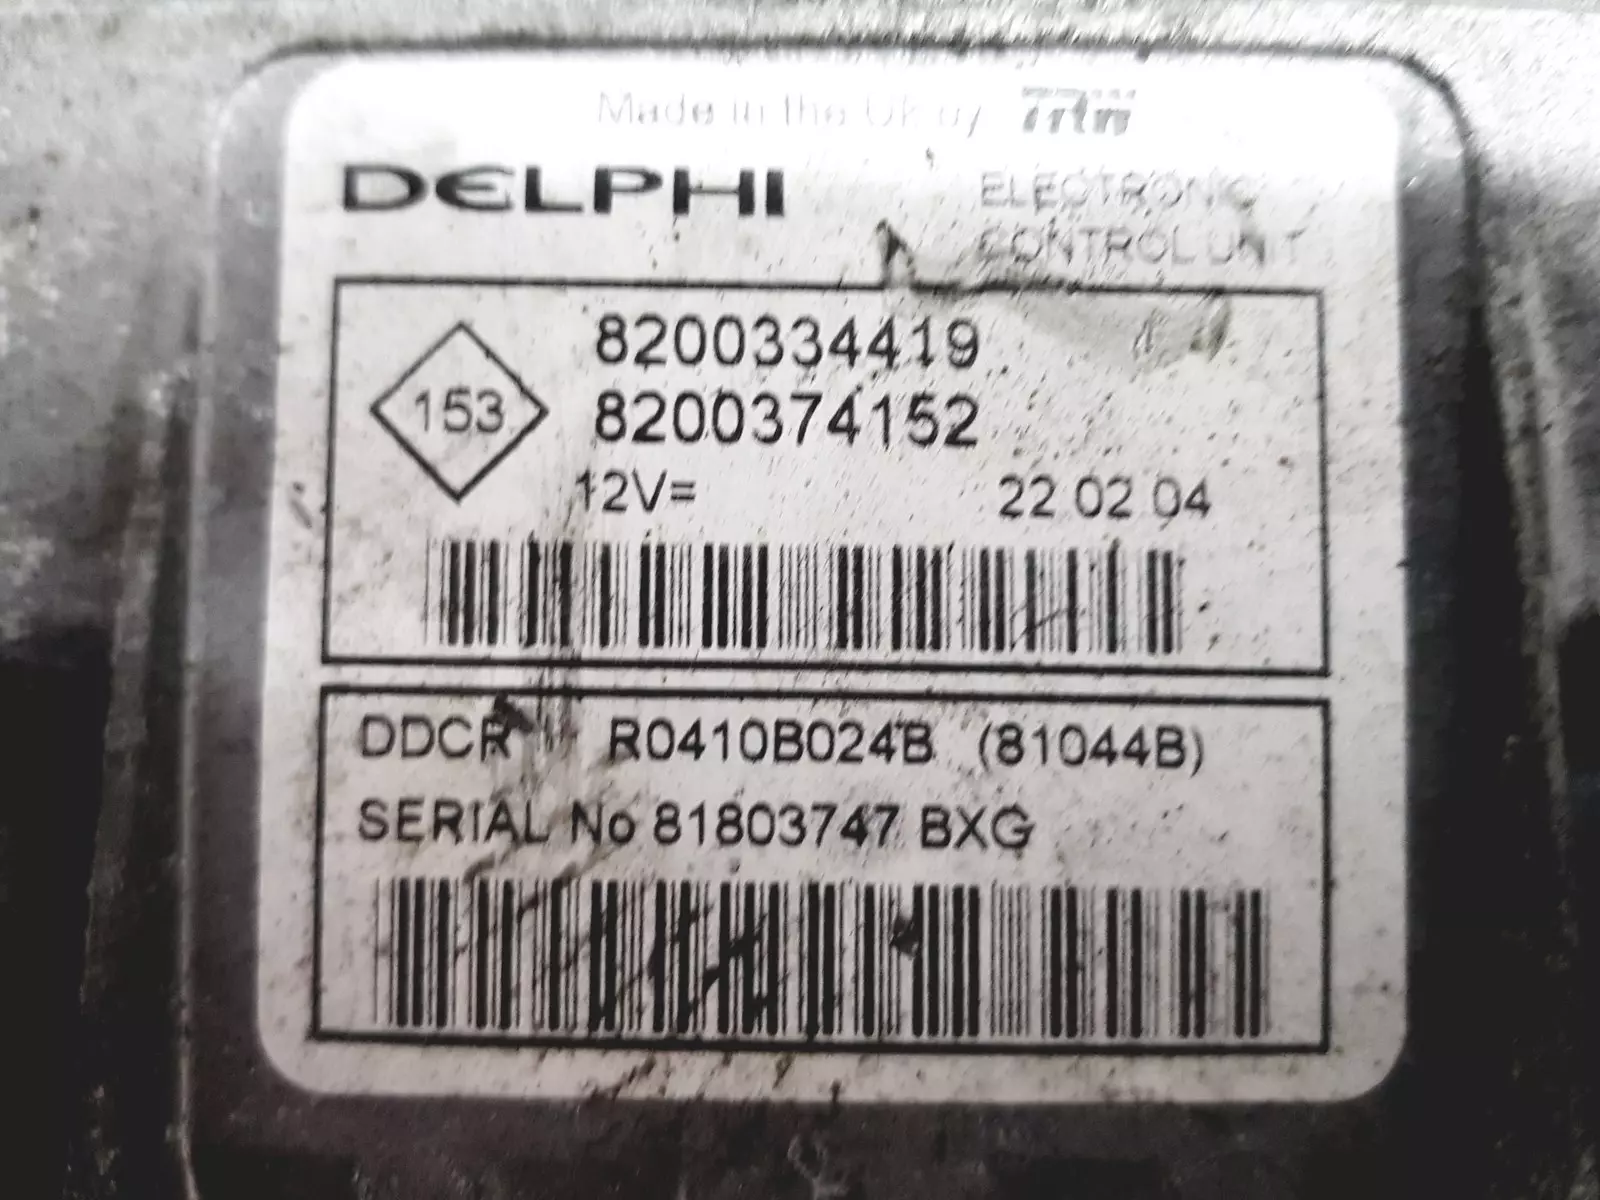 Made in the UK by TRW
DELPHI
ELECTRONIC
CONTROL UNIT
8200334419
153
8200374152
12V= 22 02 04
DDCR R0410B024B (81044B)
SERIAL No 81803747 BXG